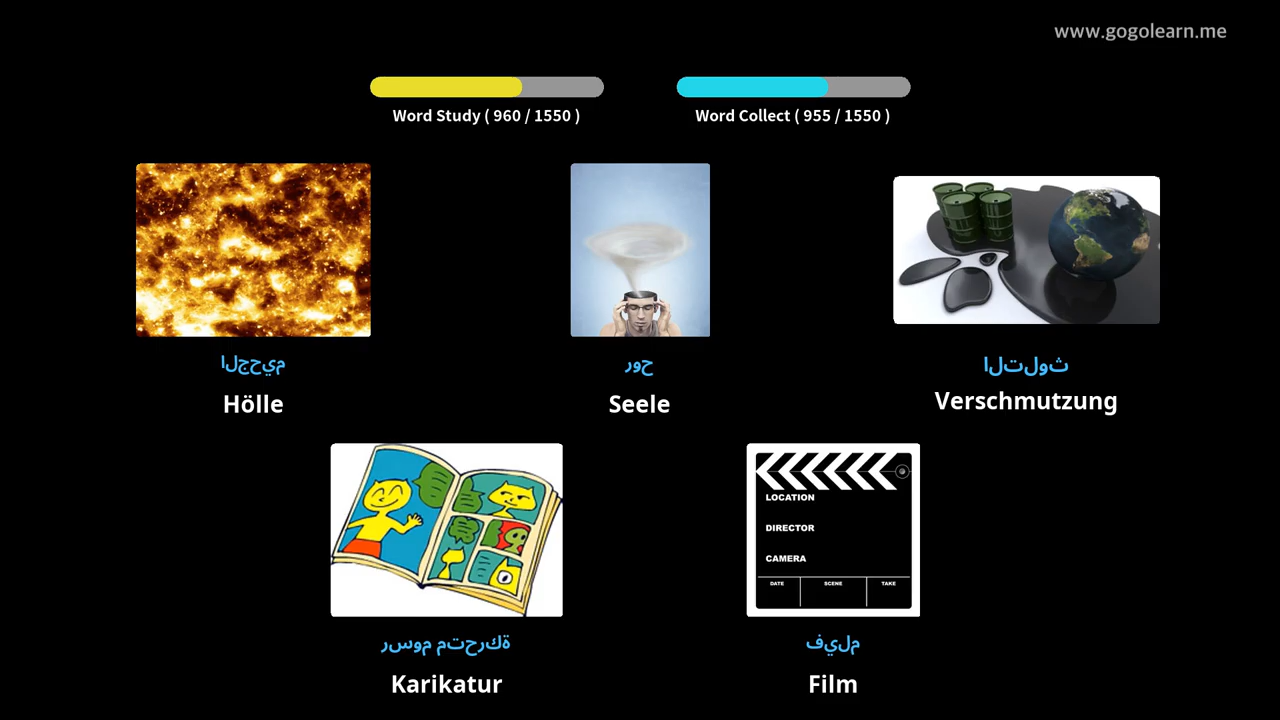 www.gogolearn.me
Word Study ( 960 / 1550 )
Word Collect ( 955 / 1550 )
الجحيم
Hölle
روح
Seele
التلوث
Verschmutzung
LOCATION
DIRECTOR
CAMERA
DATE SCENE TAKE
رسوم متحركة
Karikatur
فيلم
Film